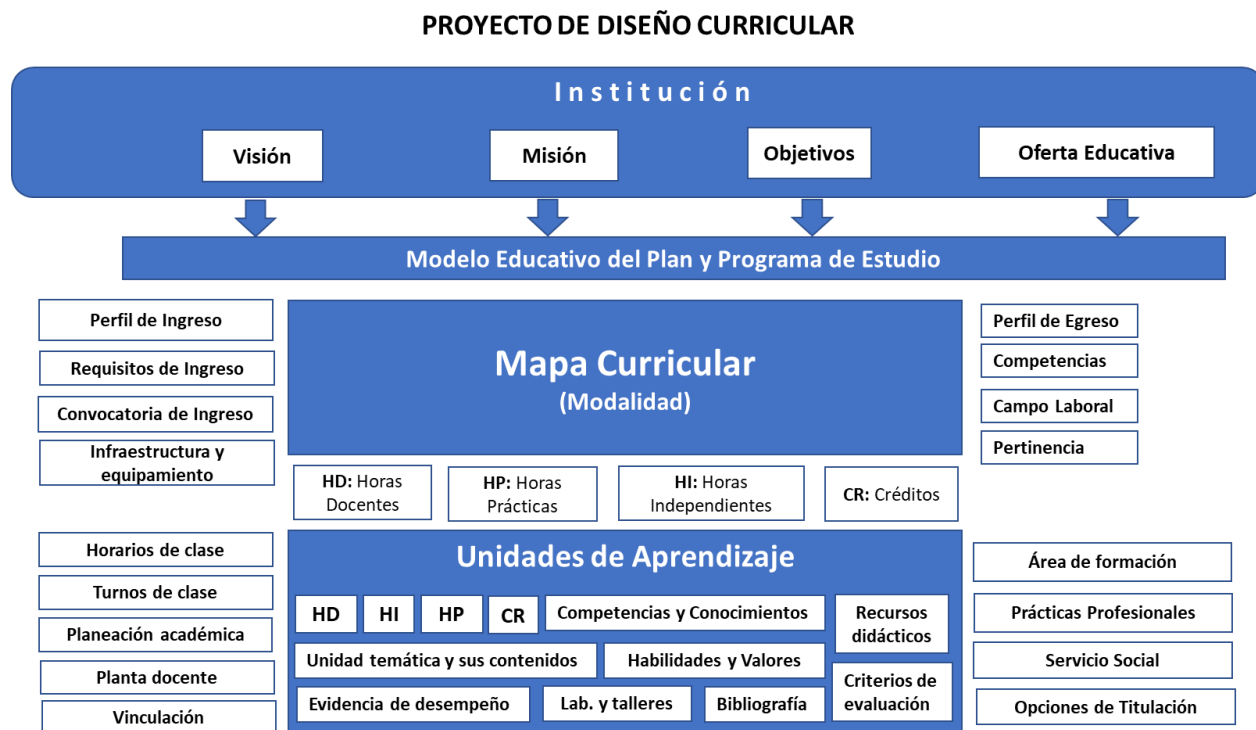 PROYECTO DE DISEÑO CURRICULAR
Institución
Visión
Misión
Objetivos
Oferta Educativa
Modelo Educativo del Plan y Programa de Estudio
Perfil de Ingreso
Requisitos de Ingreso
Convocatoria de Ingreso
Infraestructura y
equipamiento
Mapa Curricular
(Modalidad)
Perfil de Egreso
Competencias
Campo Laboral
Pertinencia
HD: Horas
Docentes
HP: Horas
Prácticas
HI: Horas
Independientes
CR: Créditos
Horarios de clase
Turnos de clase
Planeación académica
Planta docente
Vinculación
Unidades de Aprendizaje
HD
HI
HP
CR
Competencias y Conocimientos
Recursos
didácticos
Unidad temática y sus contenidos
Habilidades y Valores
Criterios de
evaluación
Evidencia de desempeño
Lab. y talleres
Bibliografía
Área de formación
Prácticas Profesionales
Servicio Social
Opciones de Titulación